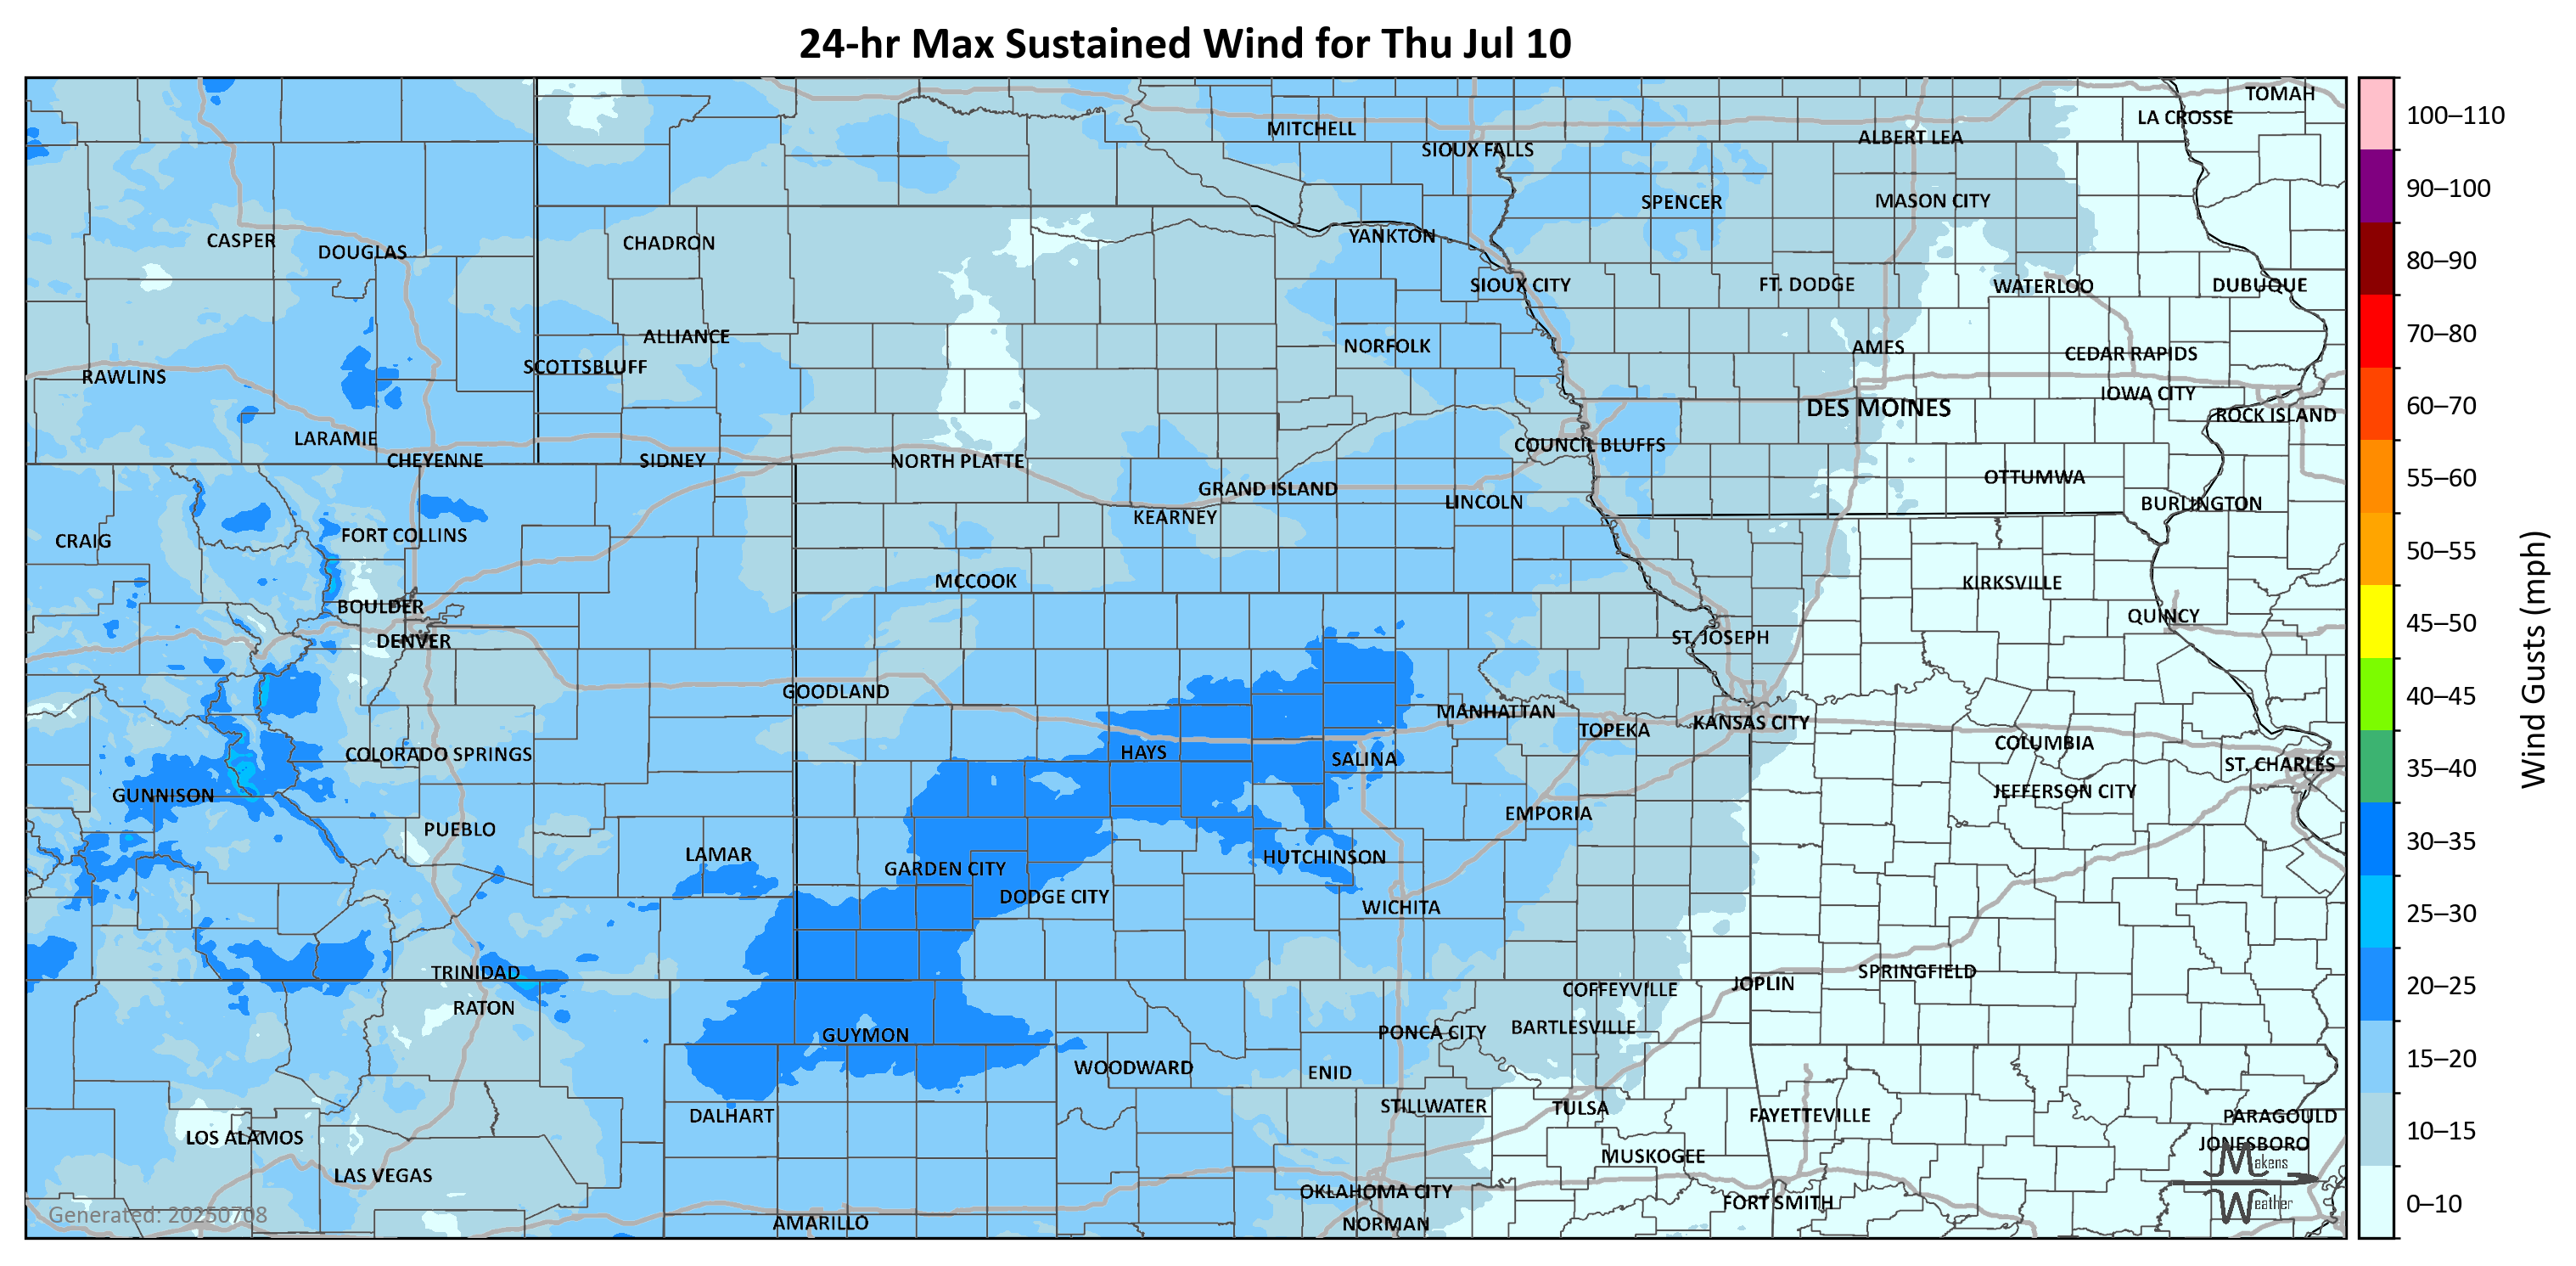 24-hr Max Sustained Wind for Thu Jul 10
TOMAH
LA CROSSE
MITCHELL
ALBERT LEA
SIOUX FALLS
SPENCER
MASON CITY
CASPER
DOUGLAS
CHADRON
YANKTON
SIOUX CITY
FT. DODGE
WATERLOO
DUBUQUE
ALLIANCE
NORFOLK
AMES
CEDAR RAPIDS
SCOTTSBLUFF
RAWLINS
IOWA CITY
DES MOINES
ROCK ISLAND
LARAMIE
COUNCIL BLUFFS
CHEYENNE
SIDNEY
NORTH PLATTE
OTTUMWA
GRAND ISLAND
LINCOLN
BURLINGTON
KEARNEY
FORT COLLINS
CRAIG
MCCOOK
KIRKSVILLE
BOULDER
QUINCY
DENVER
ST. JOSEPH
GOODLAND
MANHATTAN
KANSAS CITY
TOPEKA
COLUMBIA
COLORADO SPRINGS
HAYS
SALINA
ST. CHARLES
GUNNISON
JEFFERSON CITY
EMPORIA
PUEBLO
LAMAR
HUTCHINSON
GARDEN CITY
DODGE CITY
WICHITA
TRINIDAD
SPRINGFIELD
JOPLIN
COFFEYVILLE
RATON
BARTLESVILLE
PONCA CITY
GUYMON
WOODWARD
ENID
STILLWATER
TULSA
DALHART
FAYETTEVILLE
PARAGOULD
LOS ALAMOS
JONESBORO
MUSKOGEE
LAS VEGAS
OKLAHOMA CITY
FORT SMITH
AMARILLO
NORMAN
Makens
Weather
Generated: 20250708
100–110
90–100
80–90
70–80
60–70
55–60
50–55
45–50
40–45
35–40
30–35
25–30
20–25
15–20
10–15
0–10
Wind Gusts (mph)